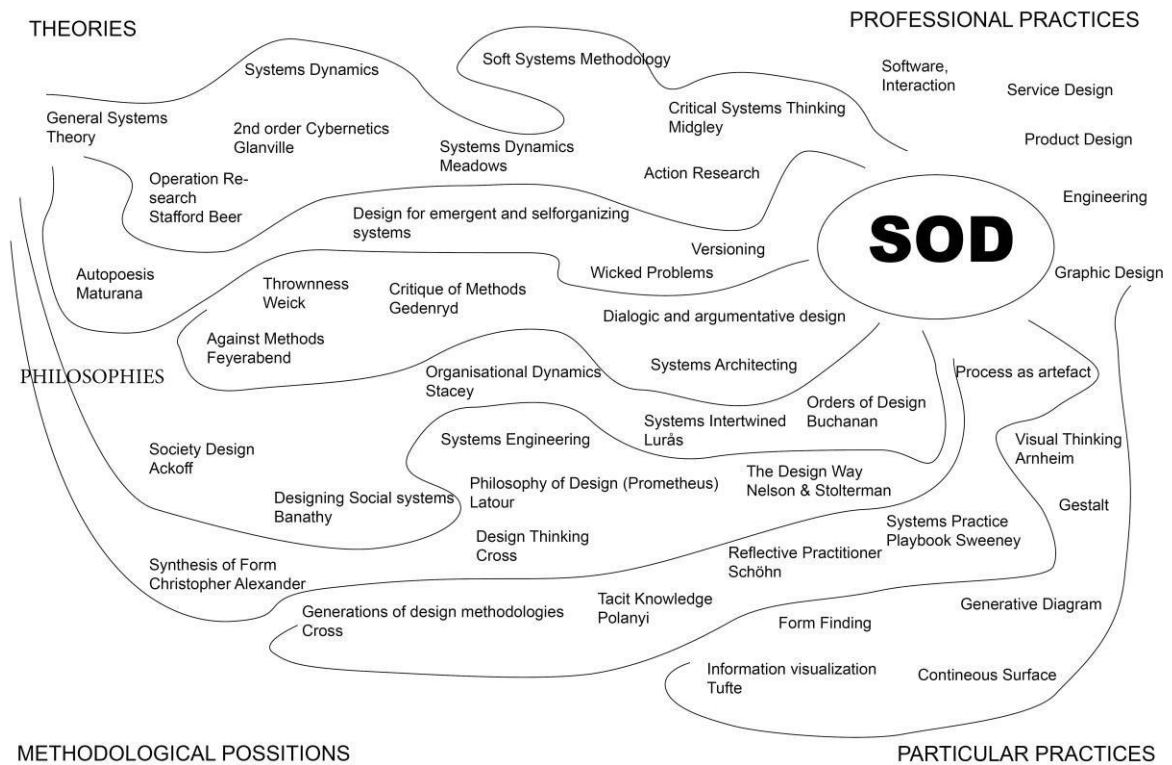 THEORIES
PROFESSIONAL PRACTICES
Systems Dynamics
Soft Systems Methodology
Software,
Interaction
Service Design
General Systems
Theory
2nd order Cybernetics
Glanville
Critical Systems Thinking
Midgley
Systems Dynamics
Meadows
Product Design
Operation Re-
search
Stafford Beer
Action Research
Engineering
Design for emergent and selforganizing
systems
SOD
Versioning
Autopoesis
Maturana
Thrownness
Weick
Critique of Methods
Gedenryd
Wicked Problems
Graphic Design
Dialogic and argumentative design
Against Methods
Feyerabend
PHILOSOPHIES
Organisational Dynamics
Stacey
Systems Architecting
Process as artefact
Systems Intertwined
Lurås
Orders of Design
Buchanan
Society Design
Ackoff
Systems Engineering
Visual Thinking
Arnheim
Designing Social systems
Banathy
Philosophy of Design (Prometheus)
Latour
The Design Way
Nelson & Stolterman
Gestalt
Design Thinking
Cross
Systems Practice
Playbook Sweeney
Synthesis of Form
Christopher Alexander
Reflective Practitioner
Schöhn
Generations of design methodologies
Cross
Tacit Knowledge
Polanyi
Form Finding
Generative Diagram
Information visualization
Tufte
Contineous Surface
METHODOLOGICAL POSSITIONS
PARTICULAR PRACTICES